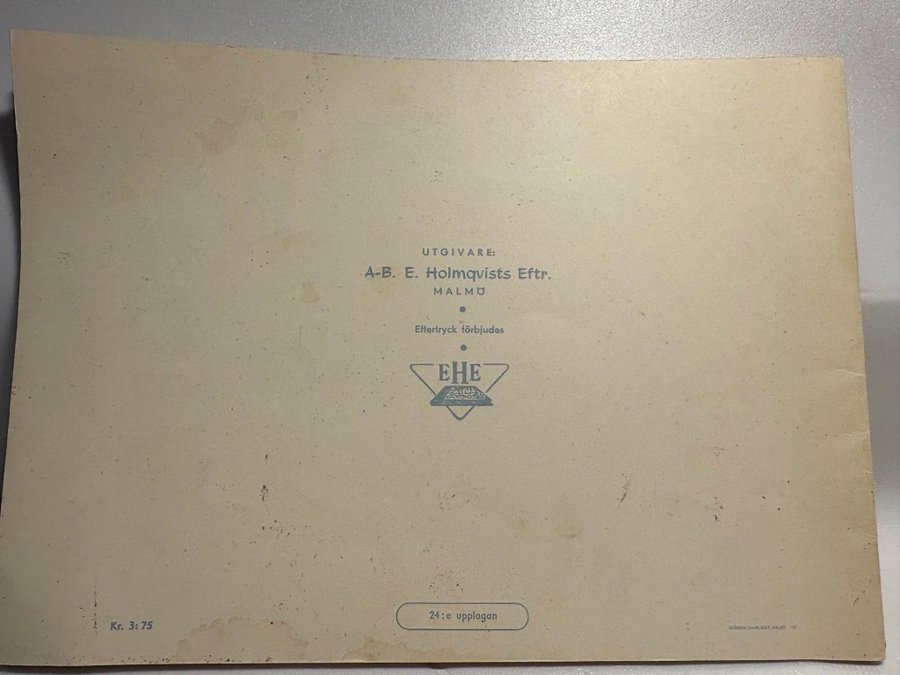 UTGIVARE:
A-B. E. Holmqvists Eftr.
MALMÖ
Eftertryck förbjudes
EHE
24:e upplagan
Kr. 3:75